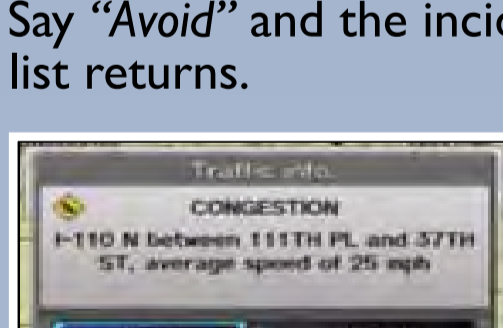 Say “Avoid” and the incid
list returns.
Traffic info.
CONGESTION
I-110 N between 111TH PL and 37TH
ST, average speed of 25 mph